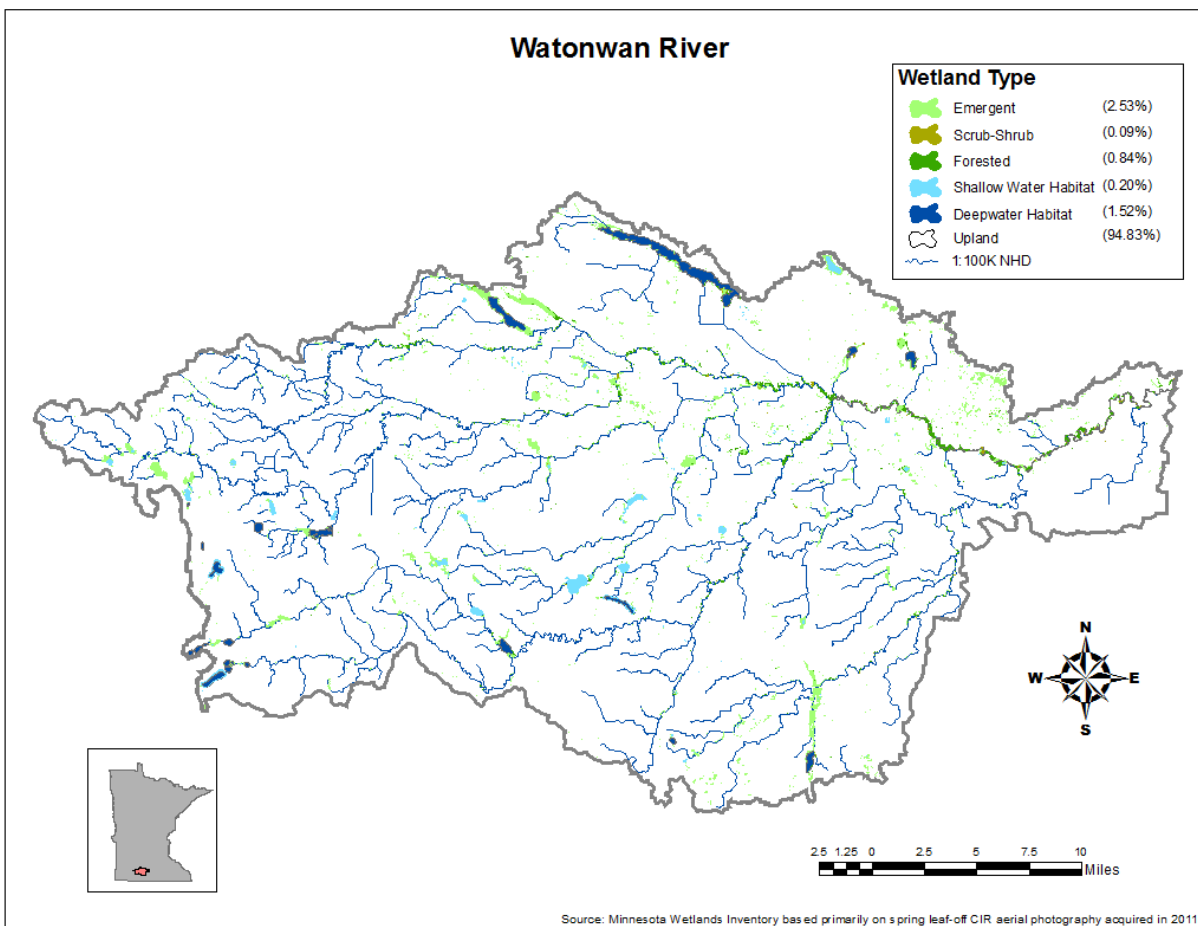 Watonwan River
Wetland Type
Emergent (2.53%)
Scrub-Shrub (0.09%)
Forested (0.84%)
Shallow Water Habitat (0.20%)
Deepwater Habitat (1.52%)
Upland (94.83%)
1:100K NHD
N
W E
S
2.5 1.25 0 2.5 5 7.5 10
Miles
Source: Minnesota Wetlands Inventory based primarily on spring leaf-off CIR aerial photography acquired in 2011